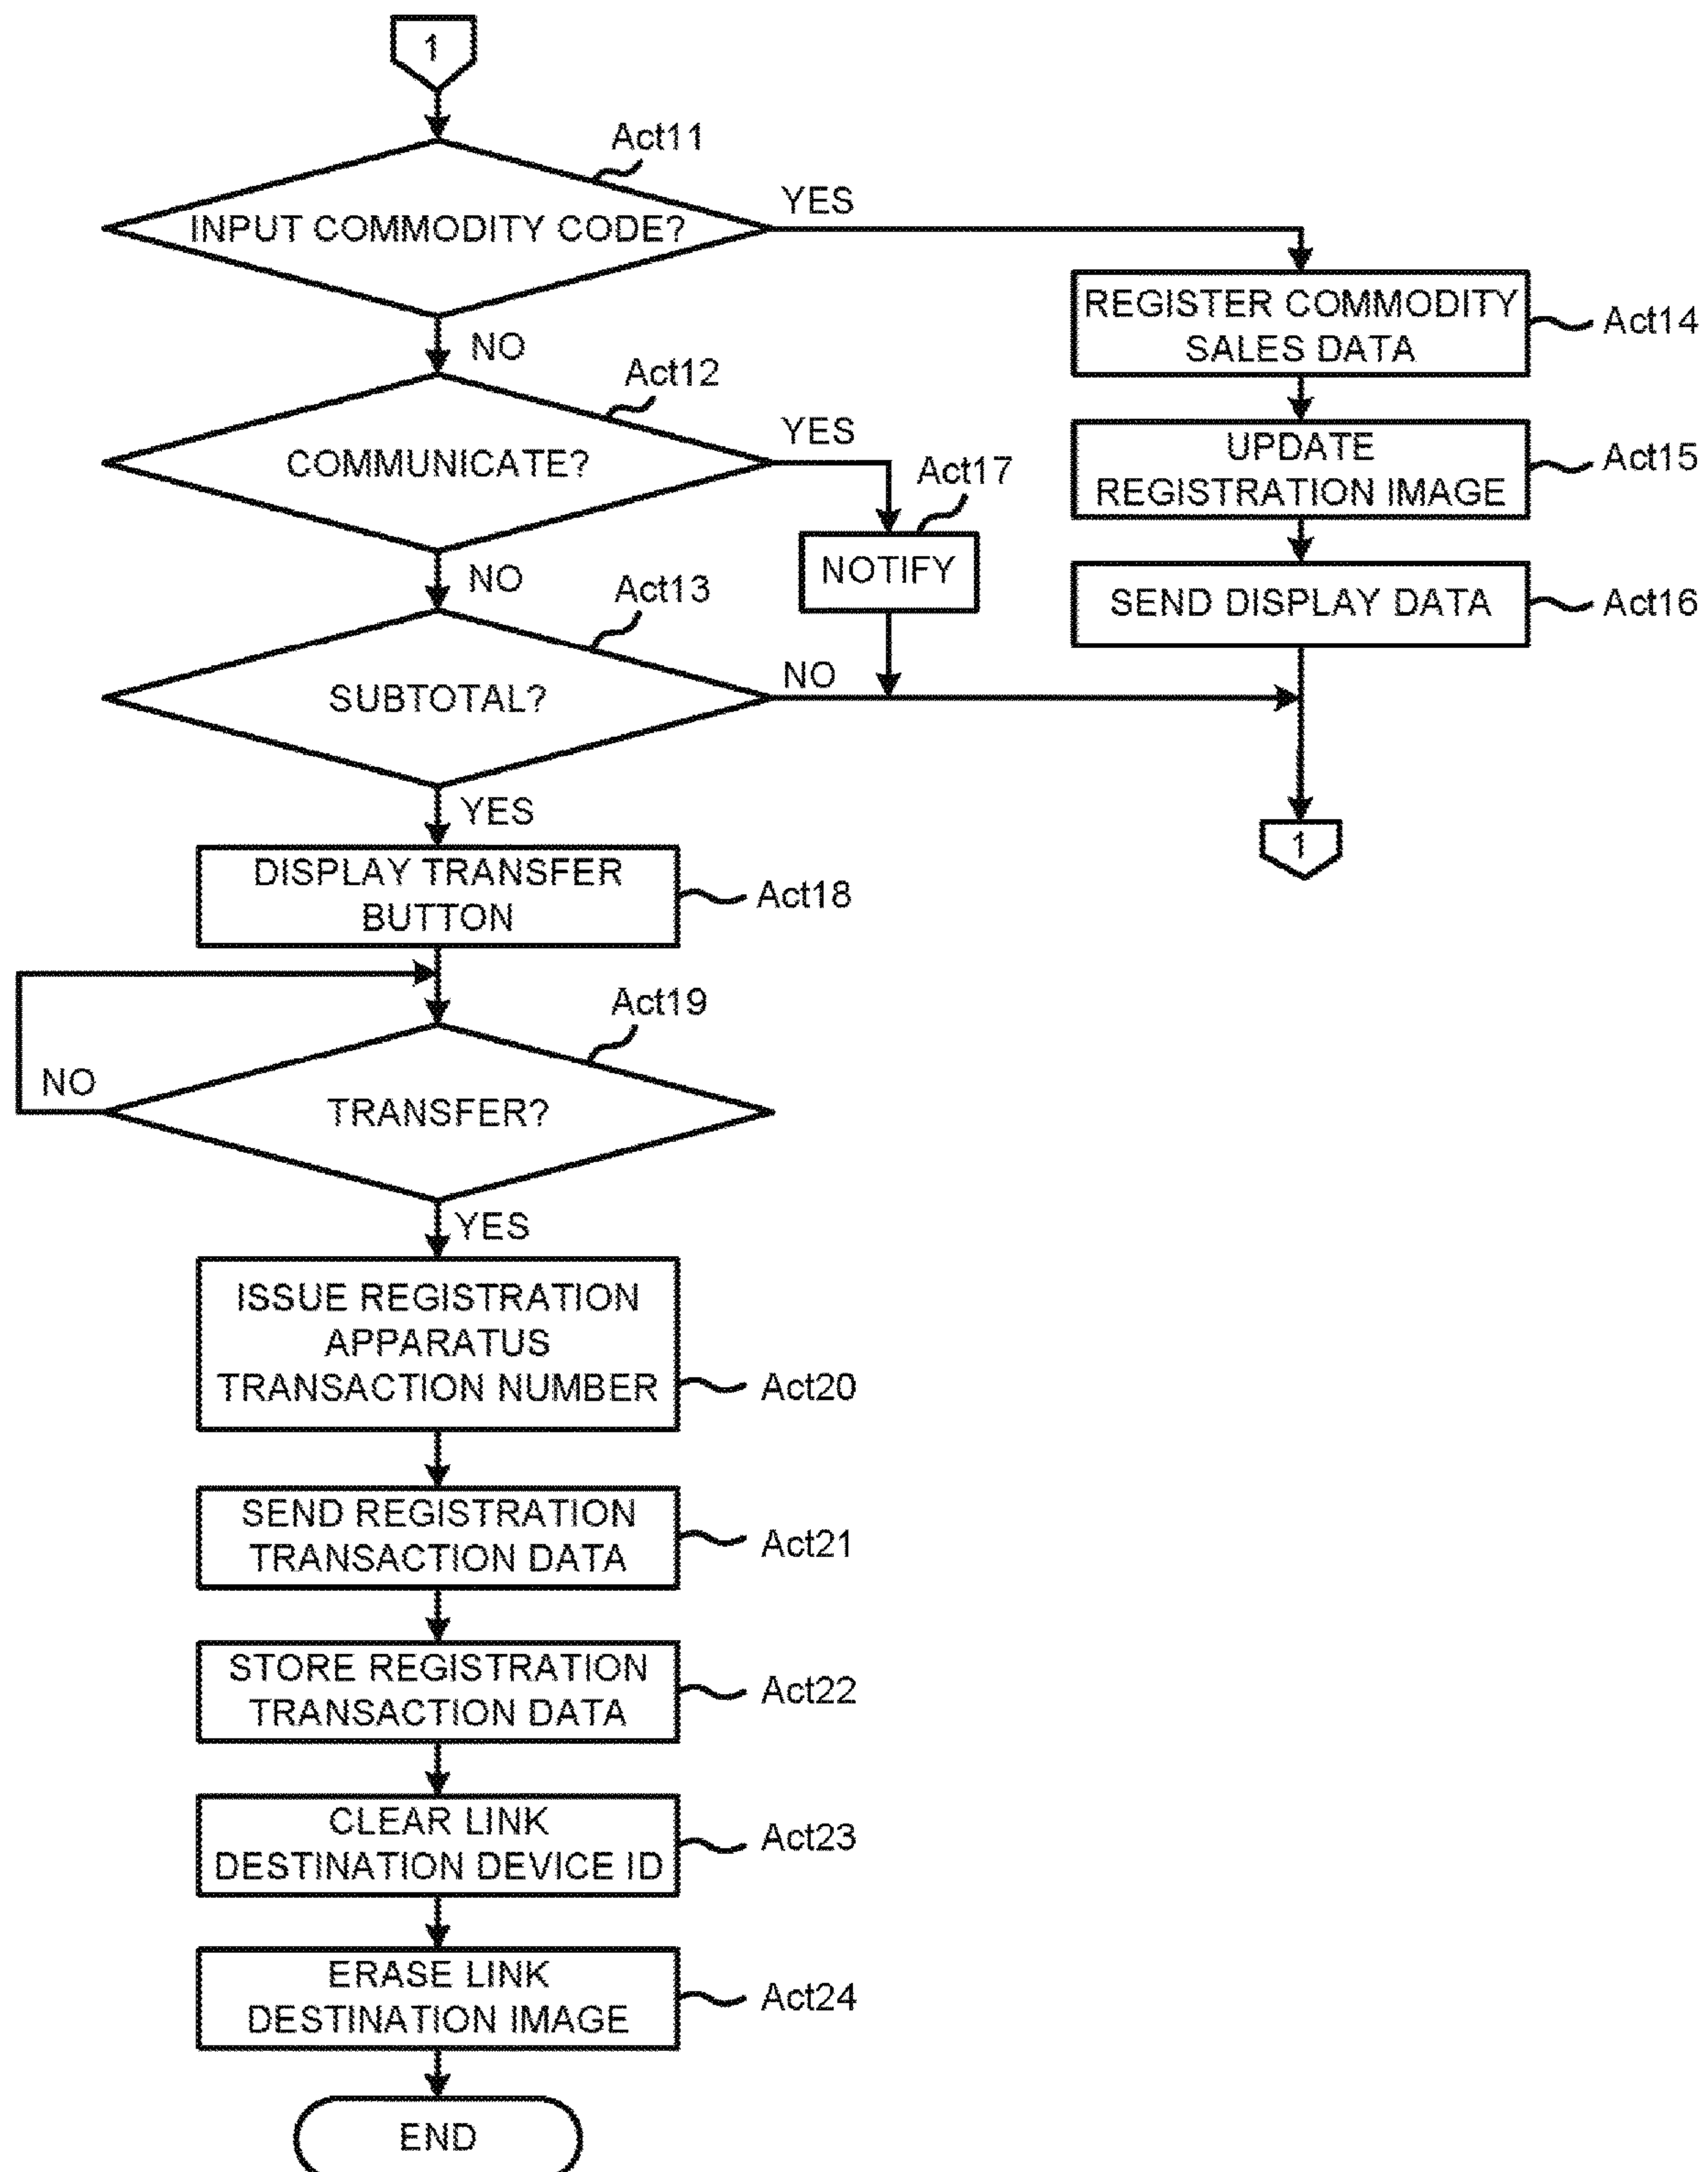 1
Act11
INPUT COMMODITY CODE?
YES
NO
REGISTER COMMODITY
SALES DATA
Act14
Act12
COMMUNICATE?
YES
NO
UPDATE
REGISTRATION IMAGE
Act15
Act17
NOTIFY
SEND DISPLAY DATA
Act16
Act13
SUBTOTAL?
NO
YES
1
DISPLAY TRANSFER
BUTTON
Act18
Act19
TRANSFER?
NO
YES
ISSUE REGISTRATION
APPARATUS
TRANSACTION NUMBER
Act20
SEND REGISTRATION
TRANSACTION DATA
Act21
STORE REGISTRATION
TRANSACTION DATA
Act22
CLEAR LINK
DESTINATION DEVICE ID
Act23
ERASE LINK
DESTINATION IMAGE
Act24
END